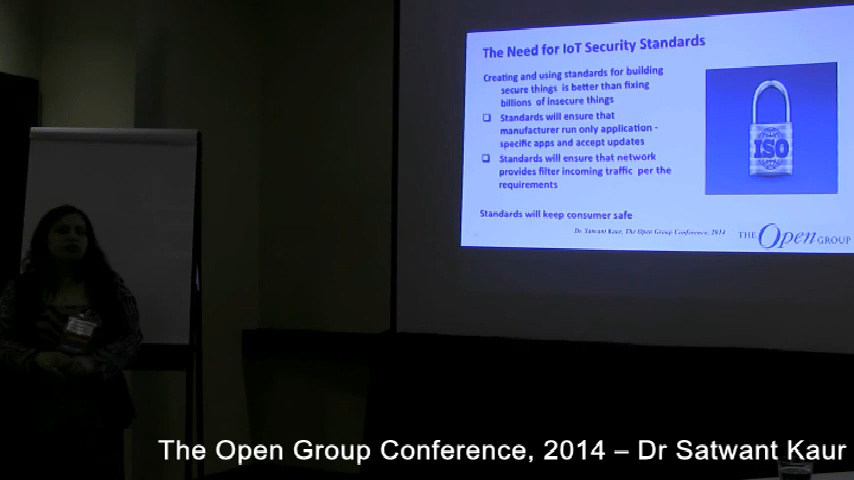 The Need for IoT Security Standards
Creating and using standards for building
secure things is better than fixing
billions of insecure things
Standards will ensure that
manufacturer run only application -
specific apps and accept updates
Standards will ensure that network
provides filter incoming traffic per the
requirements
ISO
Standards will keep consumer safe
Dr. Satwant Kaur, The Open Group Conference, 2014
THE Open GROUP
The Open Group Conference, 2014 – Dr Satwant Kaur